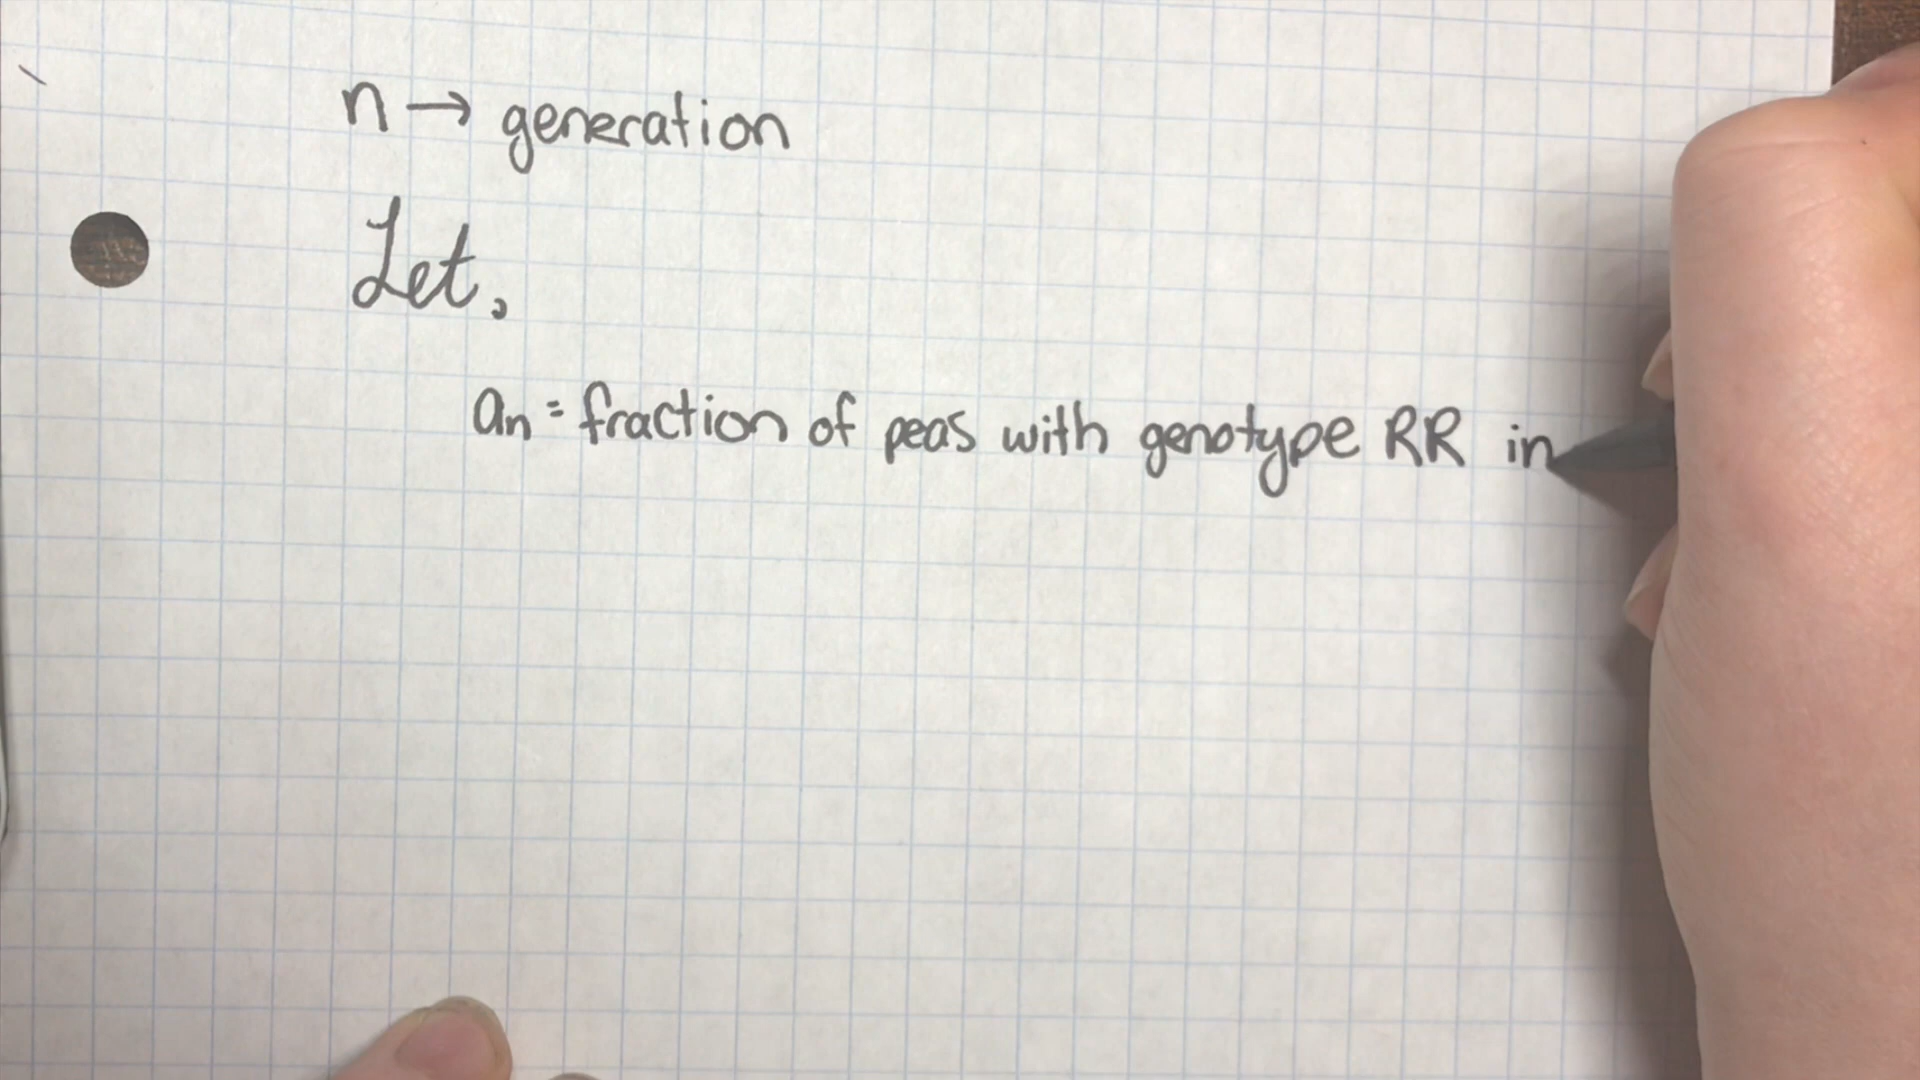 n → generation
Let,
an = fraction of peas with genotype RR in